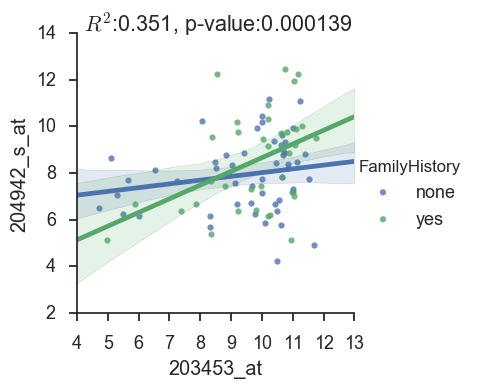 R²:0.351, p-value:0.000139
14
12
10
8
6
4
2
204942_s_at
4 5 6 7 8 9 10 11 12 13
203453_at
FamilyHistory
none
yes